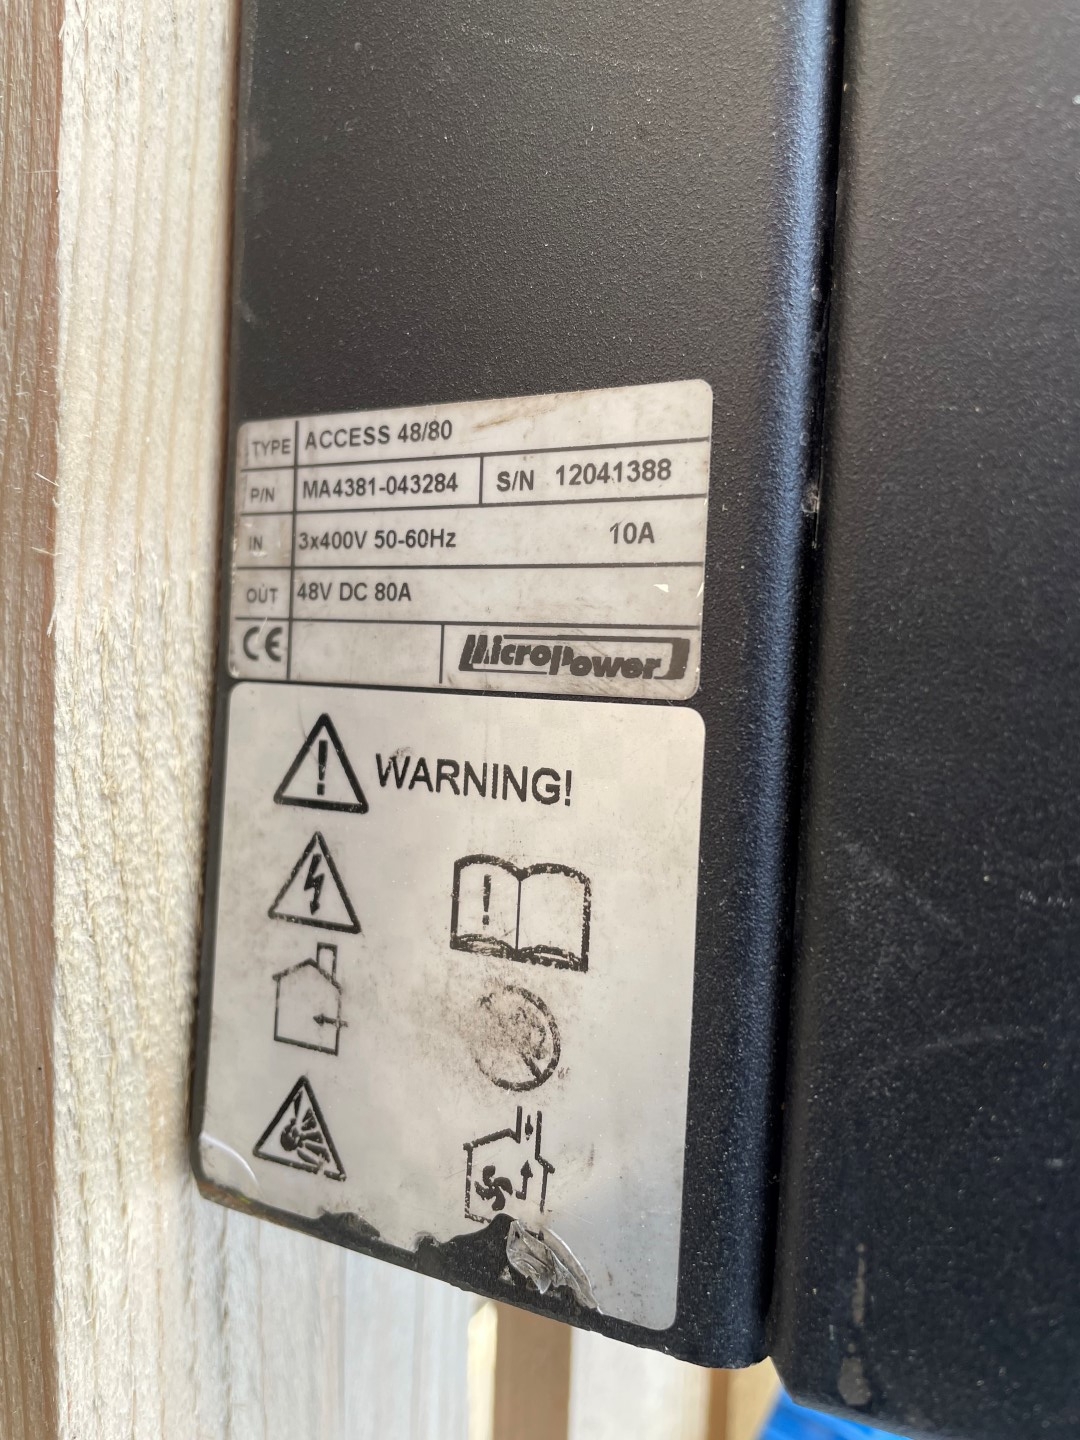 TYPE ACCESS 48/80
P/N MA4381-043284 S/N 12041388
IN 3x400V 50-60Hz 10A
OUT 48V DC 80A
CE Micropower
WARNING!